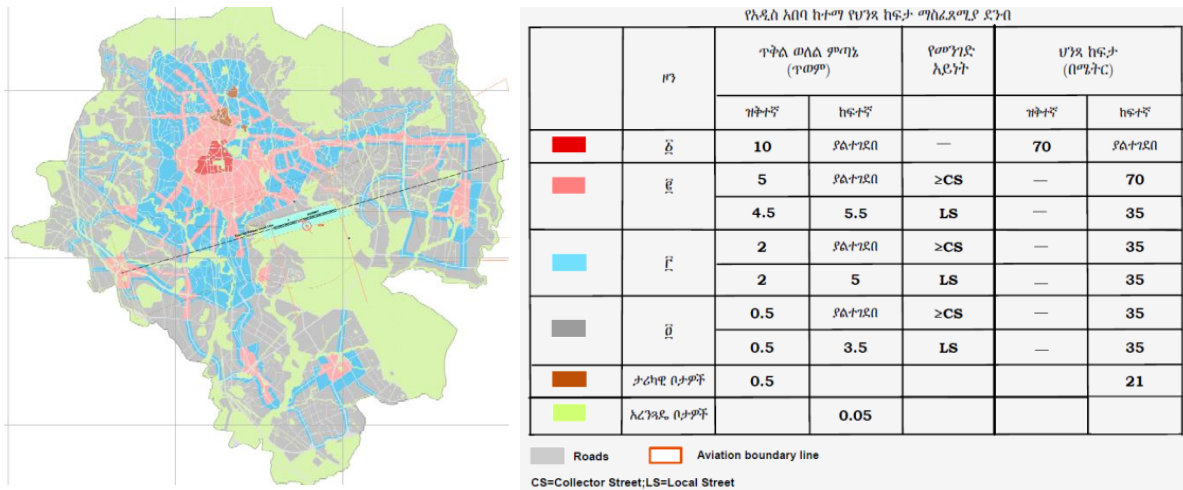 የአዲስ አበባ ከተማ የህንጻ ከፍታ ማስፈጸሚያ ደንብ
ዞን ጥቅል ወለል ምጣኔ (ጥወም) የመንገድ አይነት ህንጻ ከፍታ (በሜትር)
ዝቅተኛ ከፍተኛ ዝቅተኛ ከፍተኛ
፩ 10 ያልተገደበ — 70 ያልተገደበ
፪ 5 ያልተገደበ ≥CS — 70
4.5 5.5 LS — 35
፫ 2 ያልተገደበ ≥CS — 35
2 5 LS — 35
፬ 0.5 ያልተገደበ ≥CS — 35
0.5 3.5 LS — 35
ታሪካዊ ቦታዎች 0.5 21
አረንጓዴ ቦታዎች 0.05
Roads Aviation boundary line
CS=Collector Street;LS=Local Street